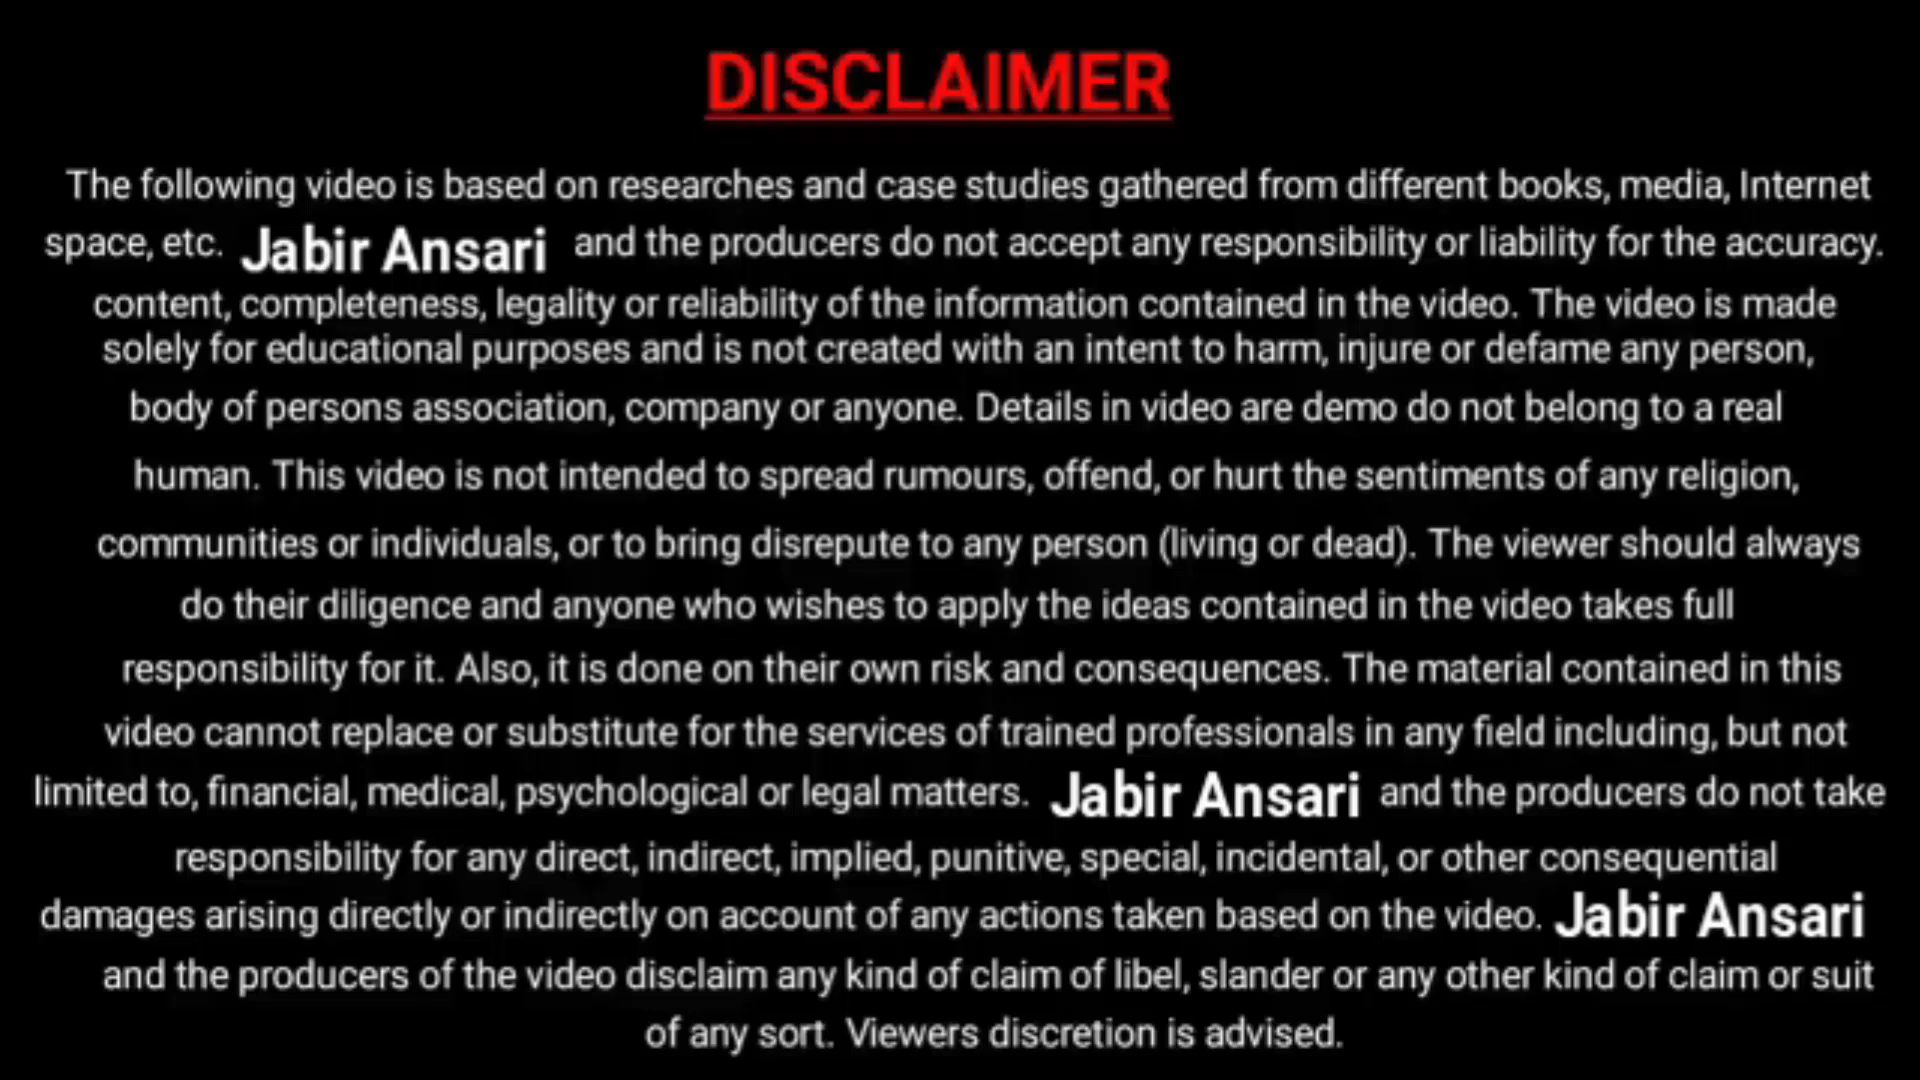 DISCLAIMER
The following video is based on researches and case studies gathered from different books, media, Internet
space, etc. Jabir Ansari and the producers do not accept any responsibility or liability for the accuracy.
content, completeness, legality or reliability of the information contained in the video. The video is made
solely for educational purposes and is not created with an intent to harm, injure or defame any person,
body of persons association, company or anyone. Details in video are demo do not belong to a real
human. This video is not intended to spread rumours, offend, or hurt the sentiments of any religion,
communities or individuals, or to bring disrepute to any person (living or dead). The viewer should always
do their diligence and anyone who wishes to apply the ideas contained in the video takes full
responsibility for it. Also, it is done on their own risk and consequences. The material contained in this
video cannot replace or substitute for the services of trained professionals in any field including, but not
limited to, financial, medical, psychological or legal matters. Jabir Ansari and the producers do not take
responsibility for any direct, indirect, implied, punitive, special, incidental, or other consequential
damages arising directly or indirectly on account of any actions taken based on the video. Jabir Ansari
and the producers of the video disclaim any kind of claim of libel, slander or any other kind of claim or suit
of any sort. Viewers discretion is advised.